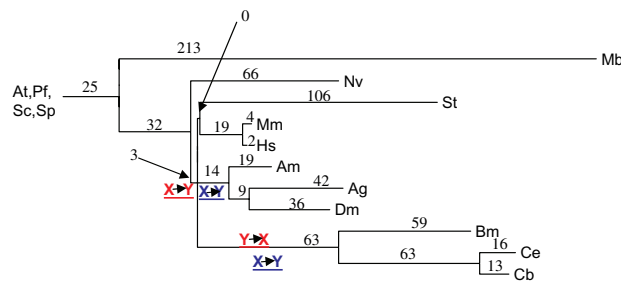 0
213
Mb
25
At,Pf,
Sc,Sp
66
Nv
106
St
32
4
Mm
19
2
Hs
3
14
19
Am
X→Y
X→Y
9
42
Ag
36
Dm
59
Bm
Y→X
63
X→Y
63
16
Ce
13
Cb